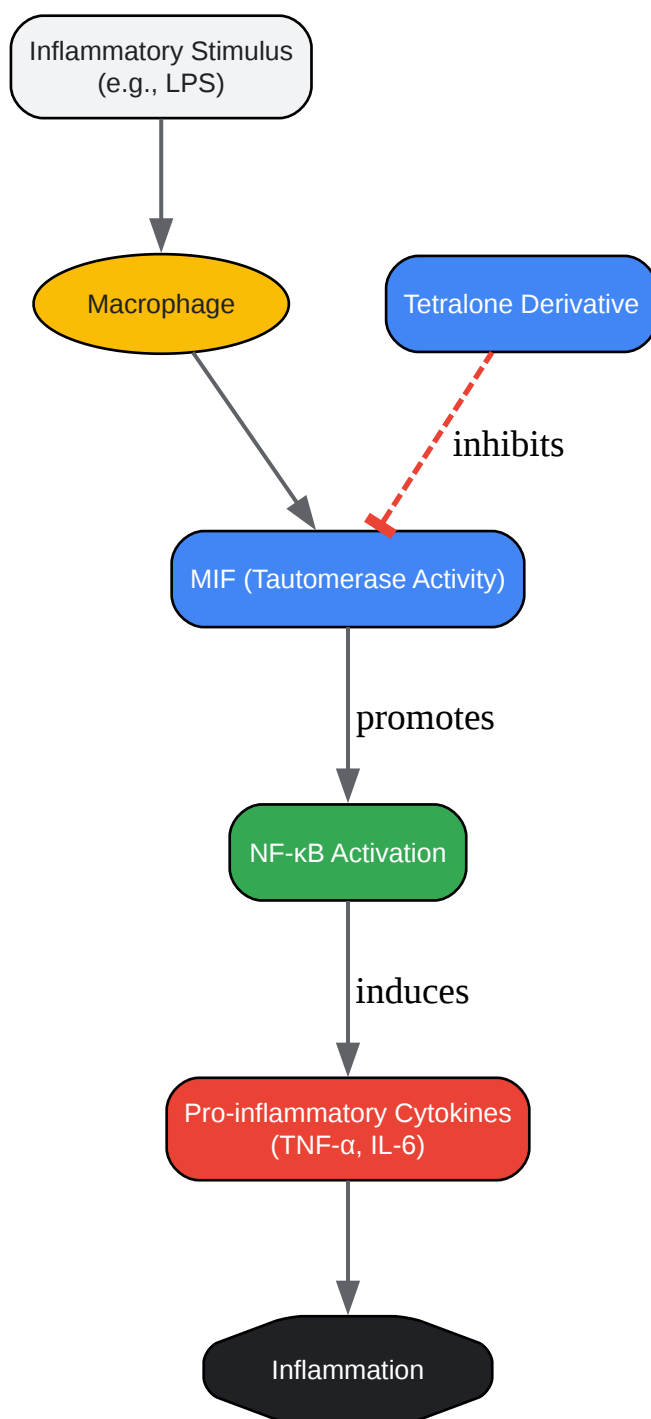 Inflammatory Stimulus
(e.g., LPS)
Macrophage
Tetralone Derivative
inhibits
MIF (Tautomerase Activity)
promotes
NF-κB Activation
induces
Pro-inflammatory Cytokines
(TNF-α, IL-6)
Inflammation